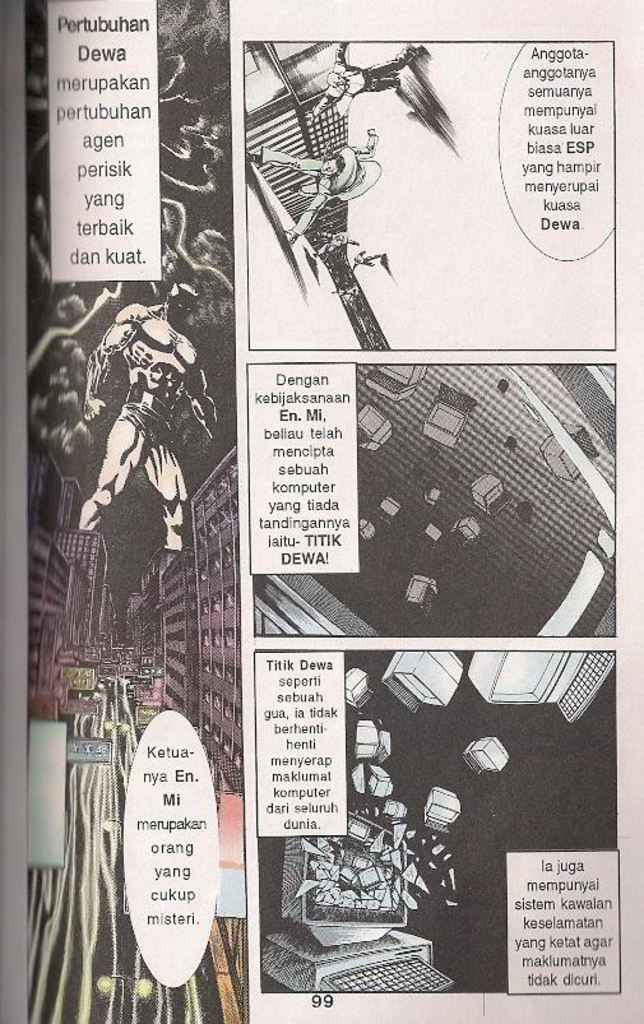 Pertubuhan
Dewa
merupakan
pertubuhan
agen
perisik
yang
terbaik
dan kuat.
Ketua-
nya En.
Mi
merupakan
orang
yang
cukup
misteri.
Anggota-
anggotanya
semuanya
mempunyai
kuasa luar
biasa ESP
yang hampir
menyerupai
kuasa
Dewa.
Dengan
kebijaksanaan
En. Mi,
beliau telah
mencipta
sebuah
komputer
yang tiada
tandingannya
iaitu- TITIK
DEWA!
Titik Dewa
seperti
sebuah
gua, ia tidak
berhenti-
henti
menyerap
maklumat
komputer
dari seluruh
dunia.
Ia juga
mempunyai
sistem kawalan
keselamatan
yang ketat agar
maklumatnya
tidak dicuri.
99